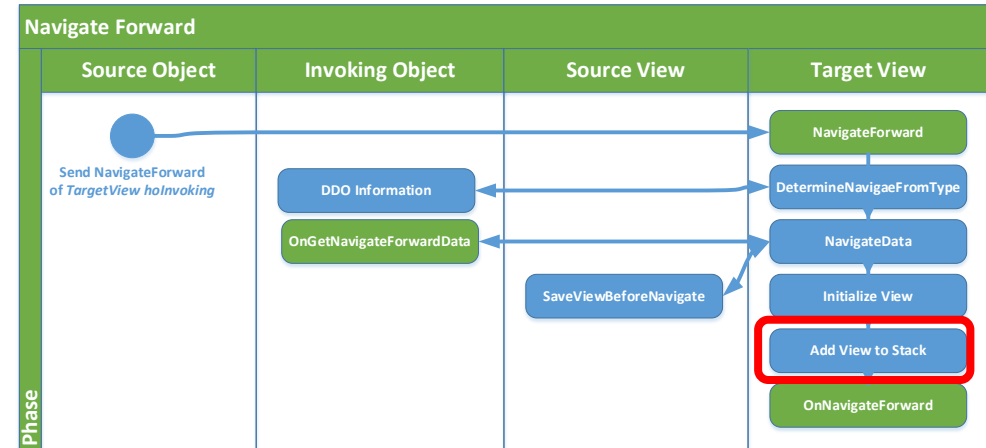 Navigate Forward
Source Object
Invoking Object
Source View
Target View
NavigateForward
Send NavigateForward
of TargetView hoInvoking
DDO Information
DetermineNavigaeFromType
OnGetNavigateForwardData
NavigateData
SaveViewBeforeNavigate
Initialize View
Add View to Stack
OnNavigateForward
Phase